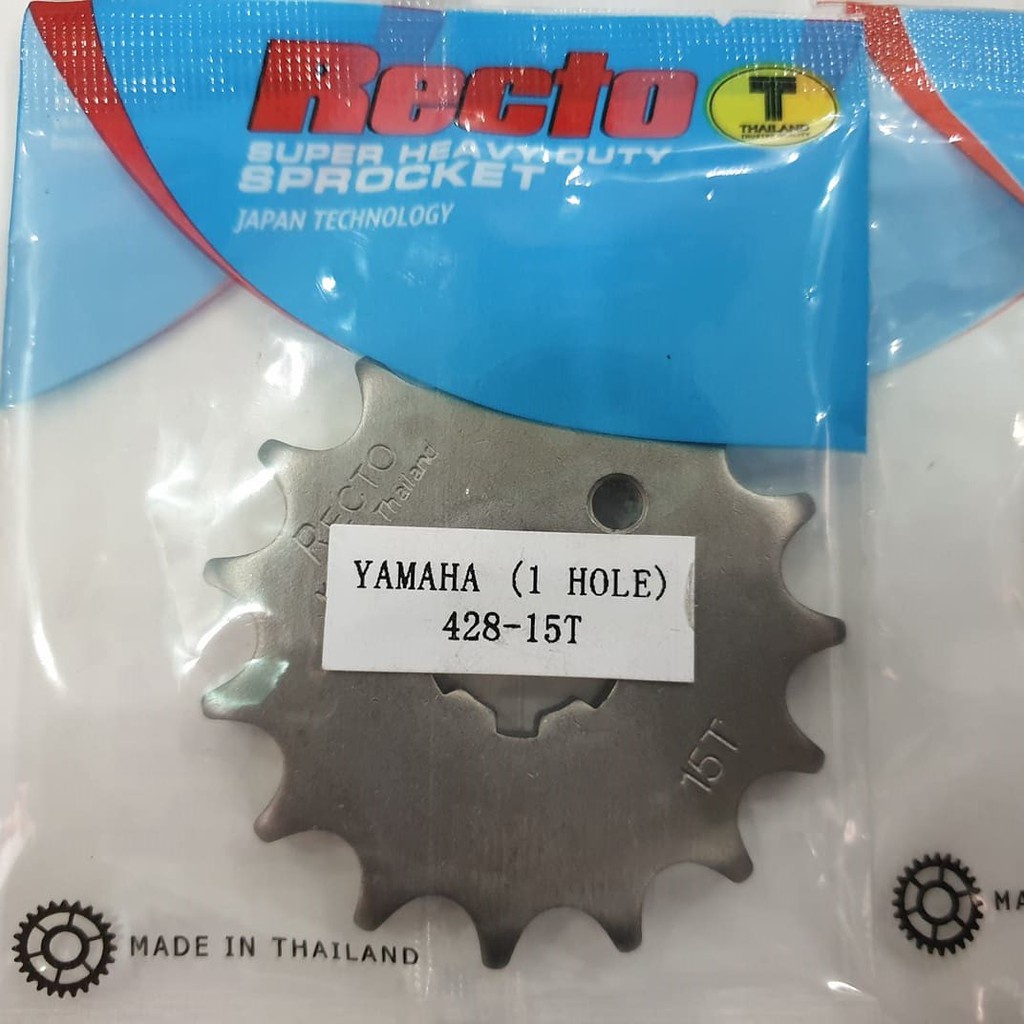 Recto
T
THAILAND
SUPER HEAVY DUTY
SPROCKET
JAPAN TECHNOLOGY
RECTO
Thailand
YAMAHA (1 HOLE)
428-15T
15T
MADE IN THAILAND
MA